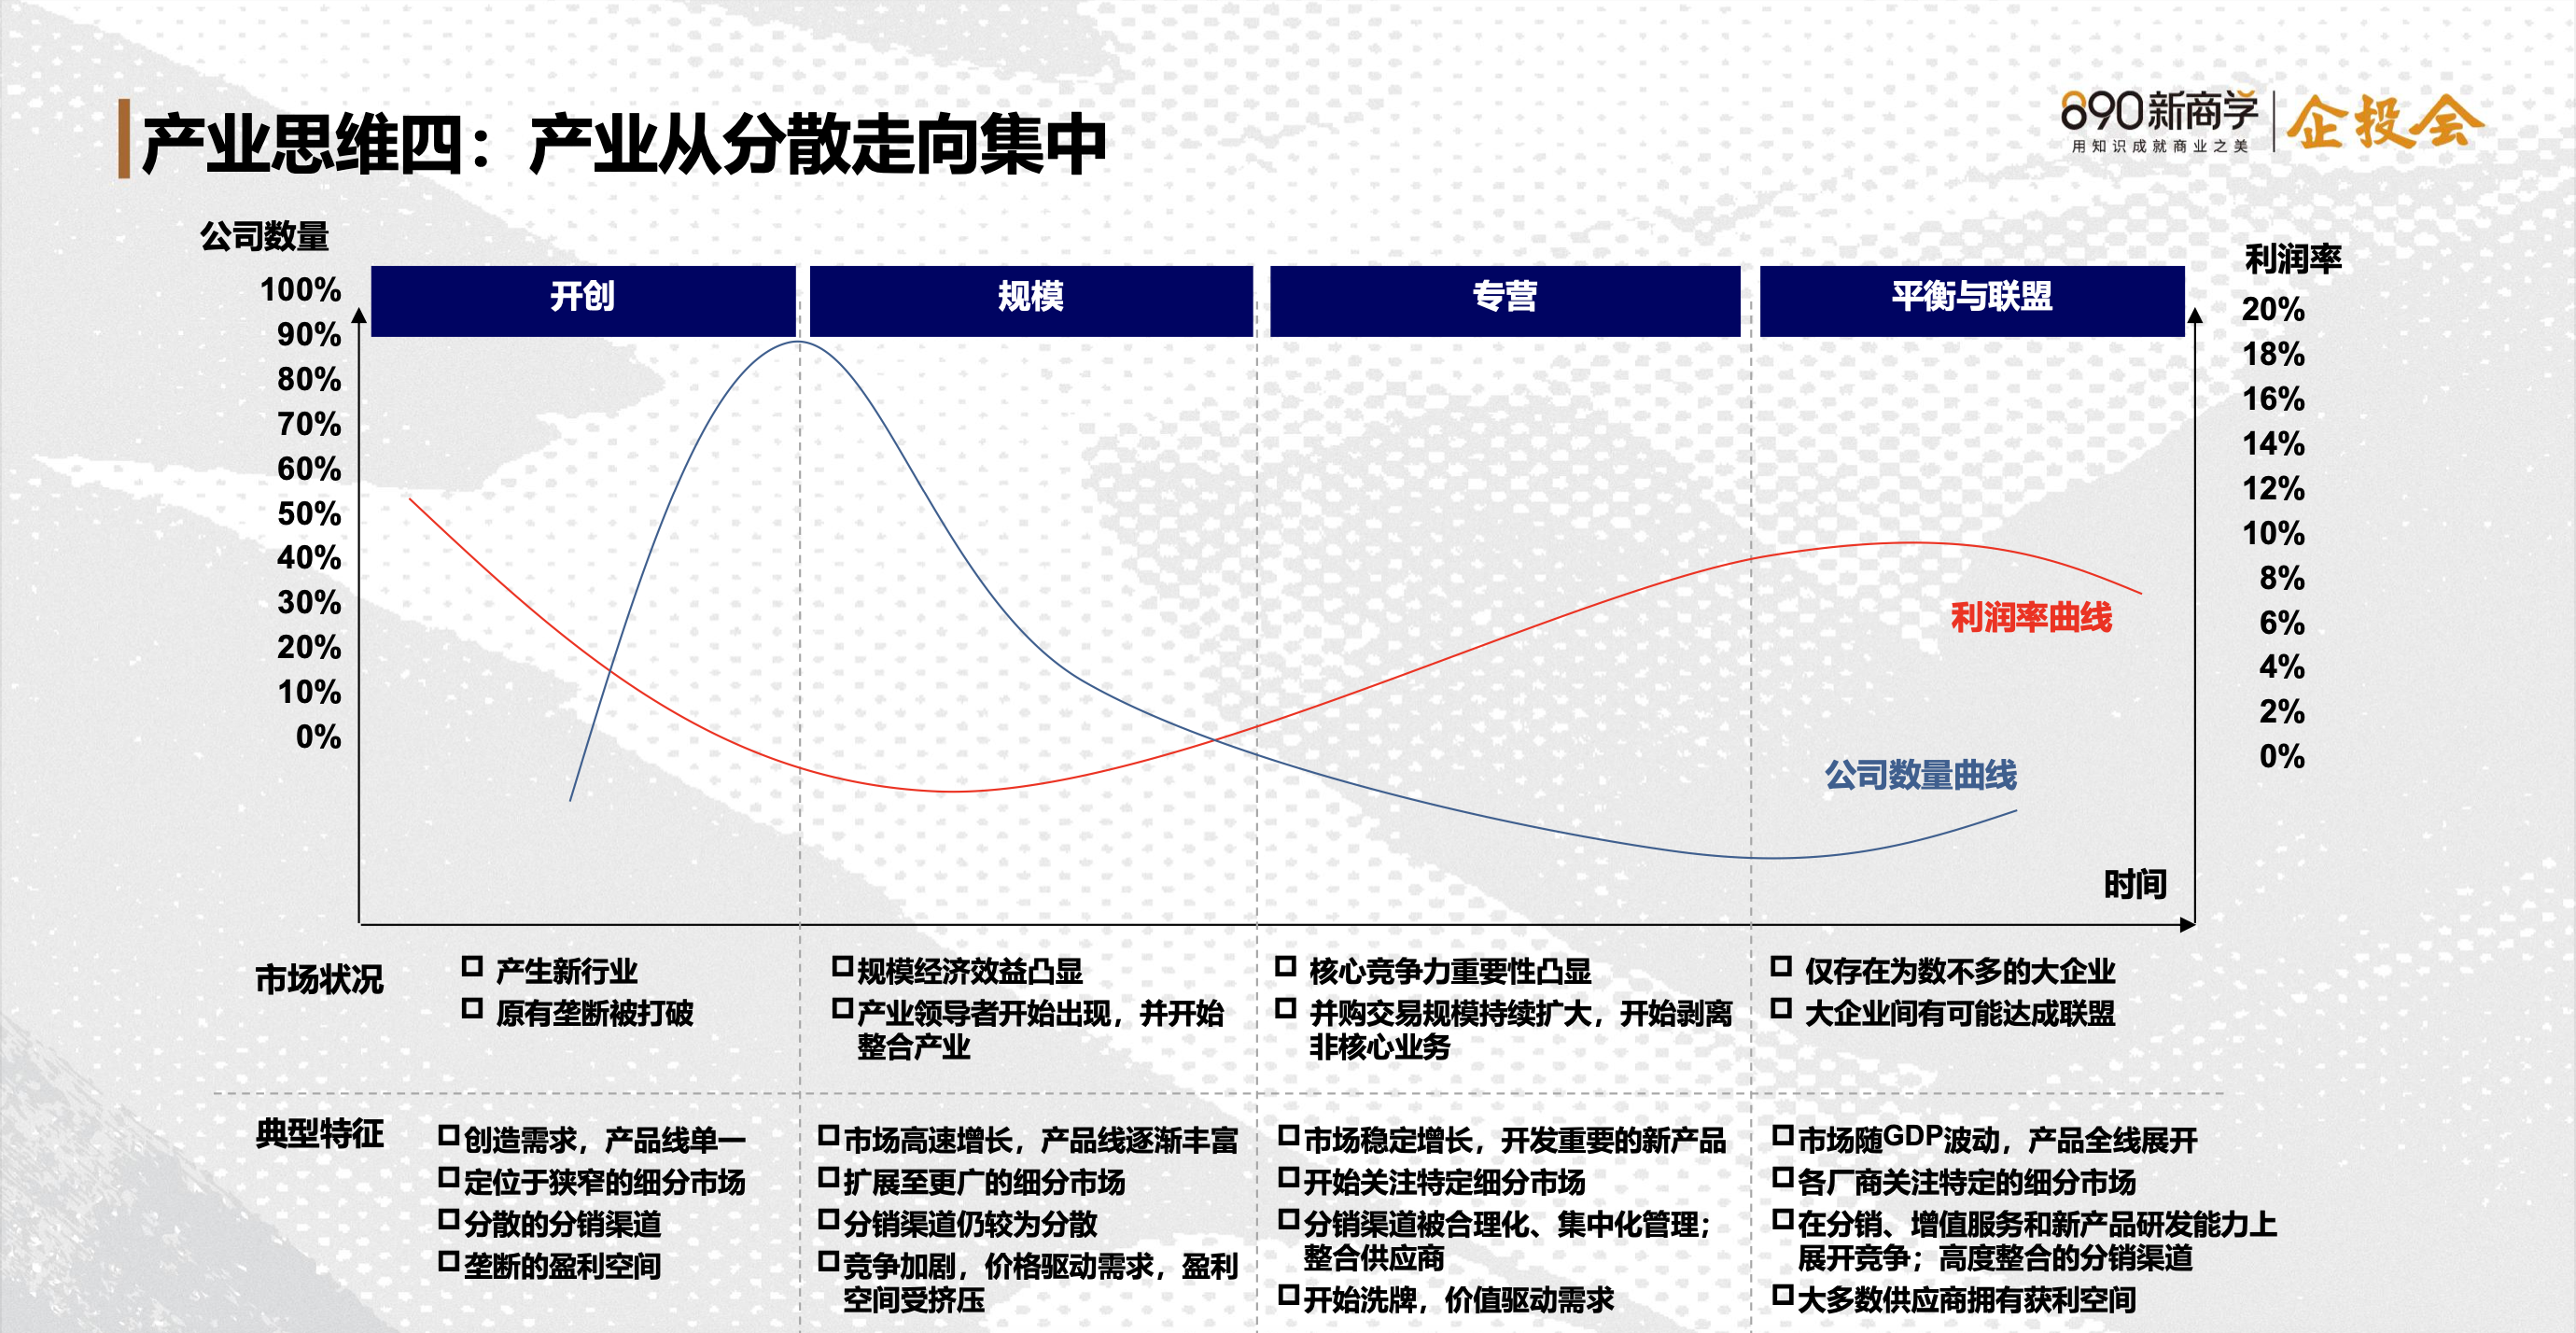 产业思维四：产业从分散走向集中
890新商学
用知识成就商业之美
企投会
公司数量
利润率
100%
90%
80%
70%
60%
50%
40%
30%
20%
10%
0%
开创
规模
专营
平衡与联盟
20%
18%
16%
14%
12%
10%
8%
6%
4%
2%
0%
利润率曲线
公司数量曲线
时间
市场状况
产生新行业
原有垄断被打破
规模经济效益凸显
产业领导者开始出现，并开始
整合产业
核心竞争力重要性凸显
并购交易规模持续扩大，开始剥离
非核心业务
仅存在为数不多的大企业
大企业间有可能达成联盟
典型特征
创造需求，产品线单一
定位于狭窄的细分市场
分散的分销渠道
垄断的盈利空间
市场高速增长，产品线逐渐丰富
扩展至更广的细分市场
分销渠道仍较为分散
竞争加剧，价格驱动需求，盈利
空间受挤压
市场稳定增长，开发重要的新产品
开始关注特定细分市场
分销渠道被合理化、集中化管理；
整合供应商
开始洗牌，价值驱动需求
市场随GDP波动，产品全线展开
各厂商关注特定的细分市场
在分销、增值服务和新产品研发能力上
展开竞争；高度整合的分销渠道
大多数供应商拥有获利空间